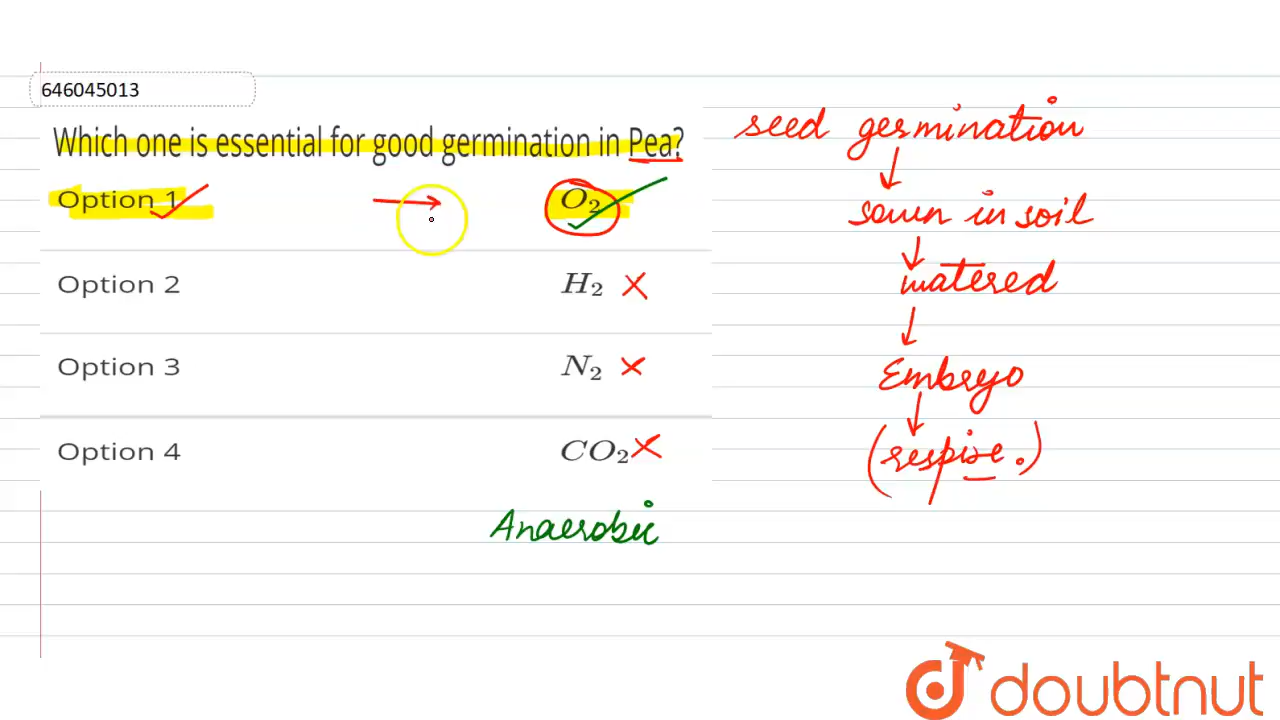 646045013
Which one is essential for good germination in Pea?
Option 1 O₂
Option 2 H₂
Option 3 N₂
Option 4 CO₂
Anaerobic
seed germination
sown in soil
watered
Embryo
(respire.)
doubtnut